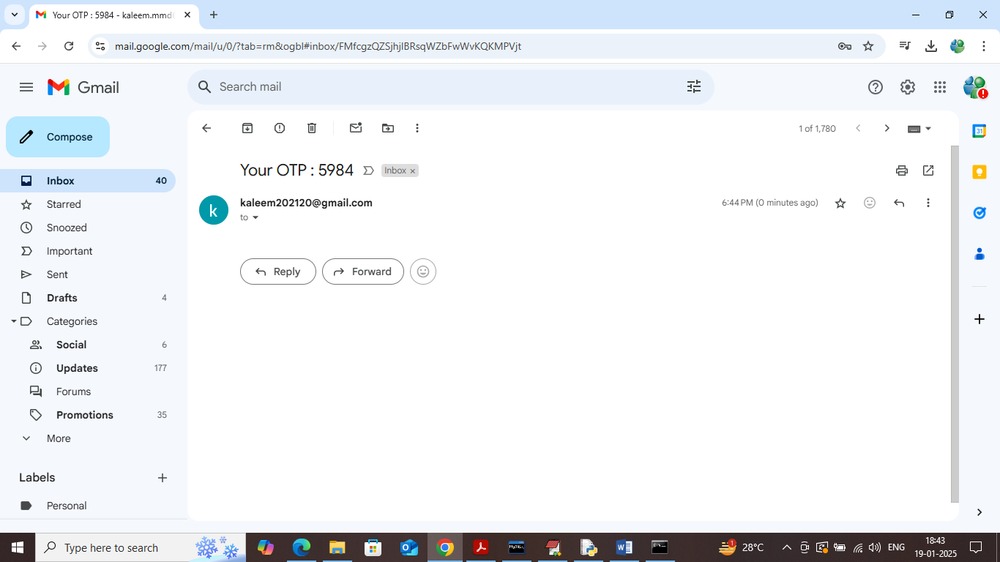 Your OTP : 5984 - kaleem.mmd
mail.google.com/mail/u/0/?tab=rm&ogbl#inbox/FMfcgzQZSjhjlBRsqWZbFwWvKQKMPVjt
Gmail
Search mail
Compose
1 of 1,780
Your OTP : 5984
Inbox ×
Inbox 40
kaleem202120@gmail.com
6:44 PM (0 minutes ago)
to
Starred
Snoozed
Important
Sent
Reply
Forward
Drafts 4
Categories
Social 6
Updates 177
Forums
Promotions 35
More
Labels
Personal
31
Type here to search
1
28°C
ENG
18:43
19-01-2025